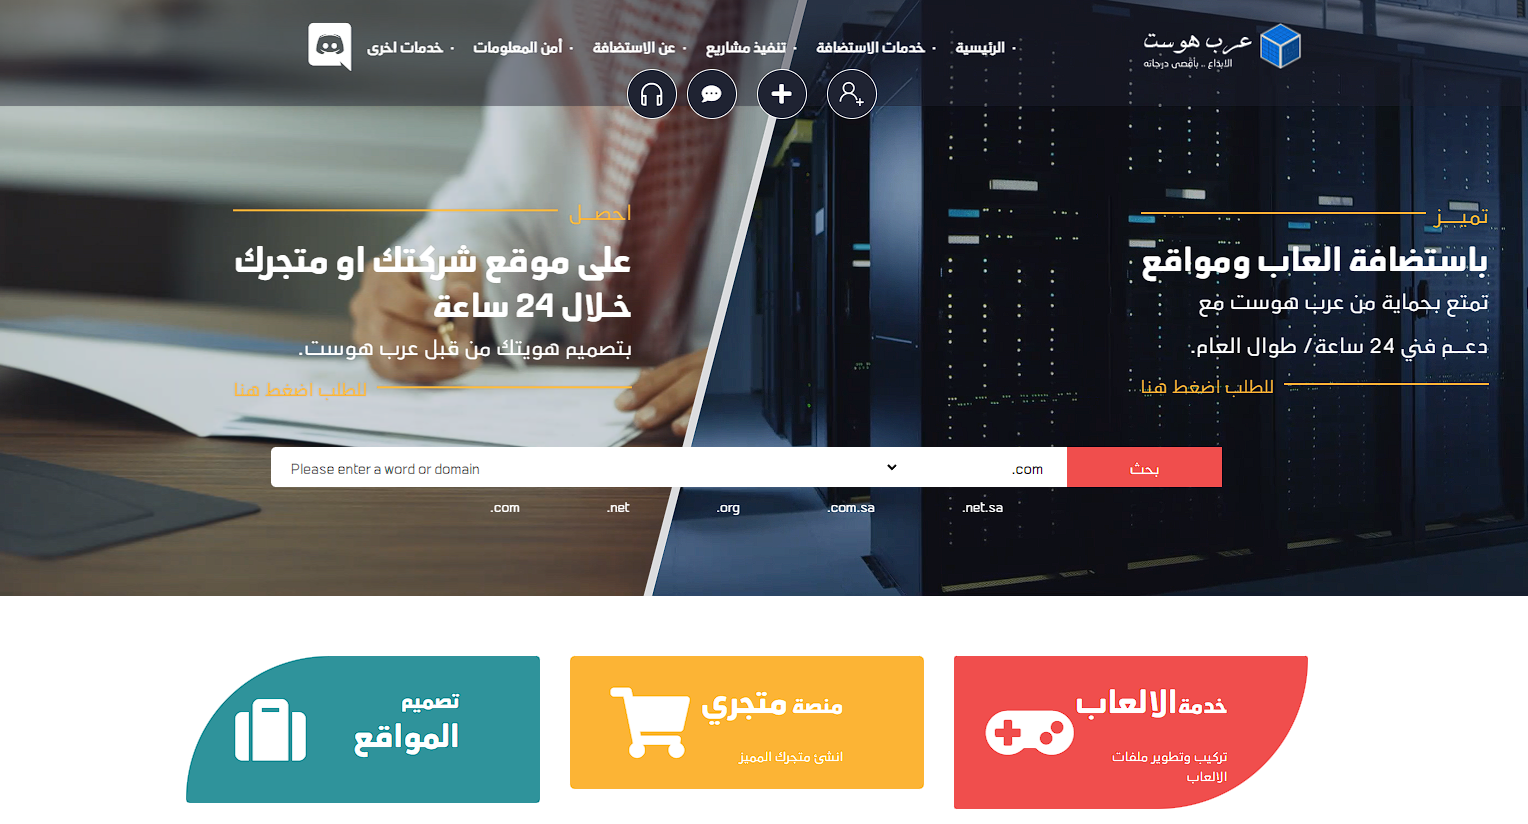 عرب هوست
الابداع .. بأقصى درجاته
الرئيسية
خدمات الاستضافة
تنفيذ مشاريع
عن الاستضافة
أمن المعلومات
خدمات اخرى
تميــز
باستضافة العاب ومواقع
تمتع بحماية من عرب هوست مع
دعــم فني 24 ساعة/ طوال العام.
للطلب اضغط هنا
احصــل
على موقع شركتك او متجرك
خـلال 24 ساعة
بتصميم هويتك من قبل عرب هوست.
للطلب اضغط هنا
Please enter a word or domain
.com
بحث
.com
.net
.org
.com.sa
.net.sa
خدمة الالعاب
تركيب وتطوير ملفات
الالعاب
منصة متجري
انشئ متجرك المميز
تصميم
المواقع